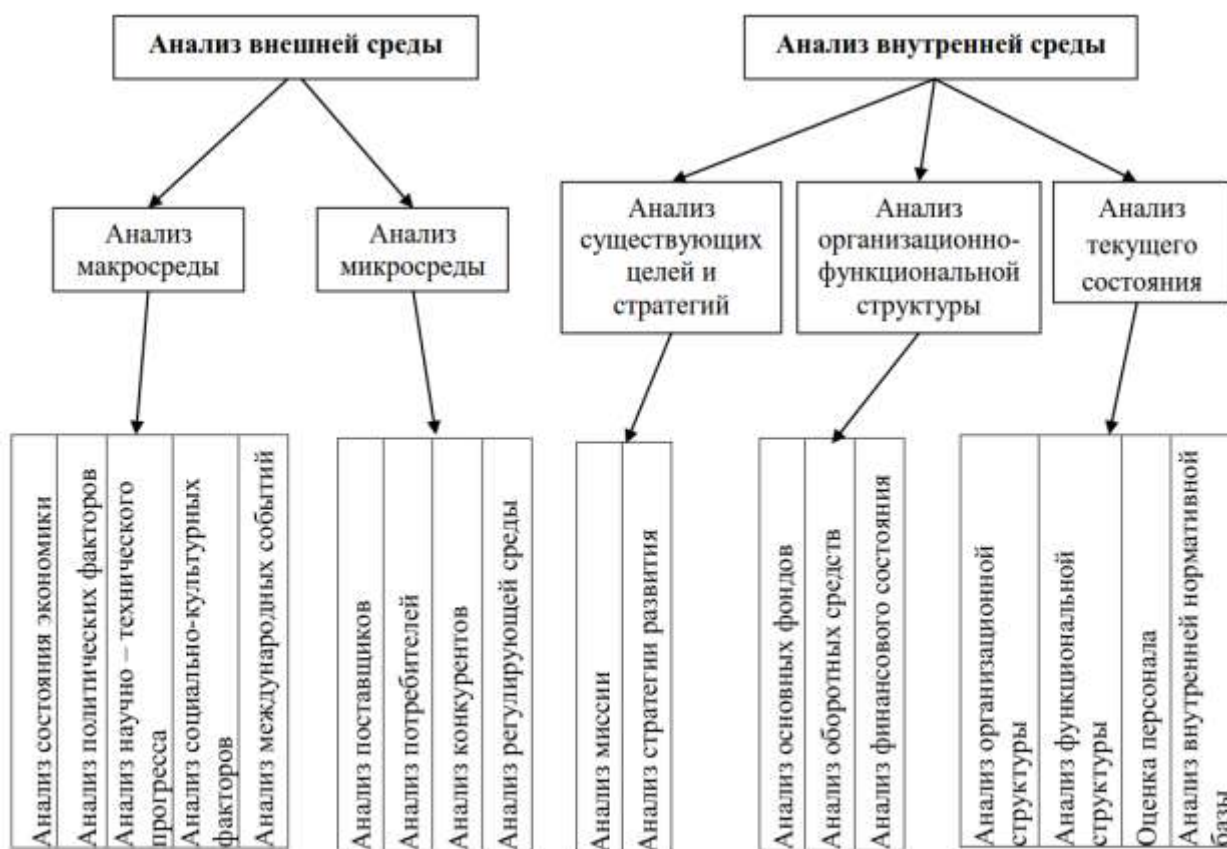 Анализ внешней среды
Анализ внутренней среды
Анализ
макросреды
Анализ
микросреды
Анализ
существующих
целей и
стратегий
Анализ
организационно-
функциональной
структуры
Анализ
текущего
состояния
Анализ состояния экономики
Анализ политических факторов
Анализ научно – технического
прогресса
Анализ социально-культурных
факторов
Анализ международных событий
Анализ поставщиков
Анализ потребителей
Анализ конкурентов
Анализ регулирующей среды
Анализ миссии
Анализ стратегии развития
Анализ основных фондов
Анализ оборотных средств
Анализ финансового состояния
Анализ организационной
структуры
Анализ функциональной
структуры
Оценка персонала
Анализ внутренней нормативной
базы